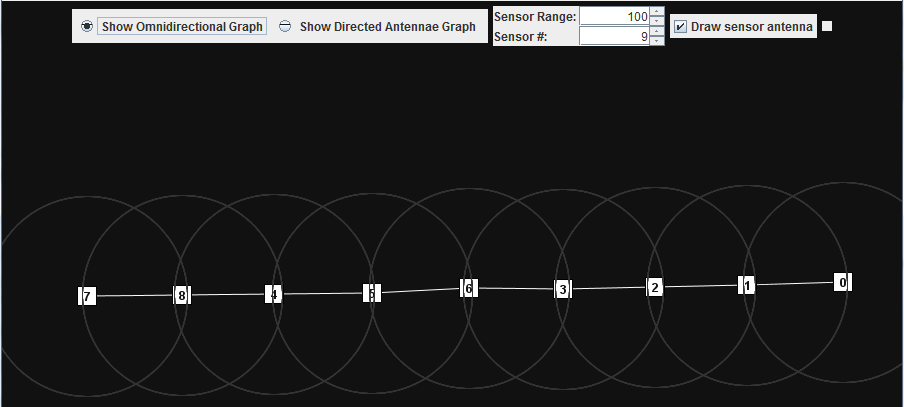 Show Omnidirectional Graph Show Directed Antennae Graph Sensor Range: 100 Draw sensor antenna
Sensor #: 9
7 8 4 5 6 3 2 1 0